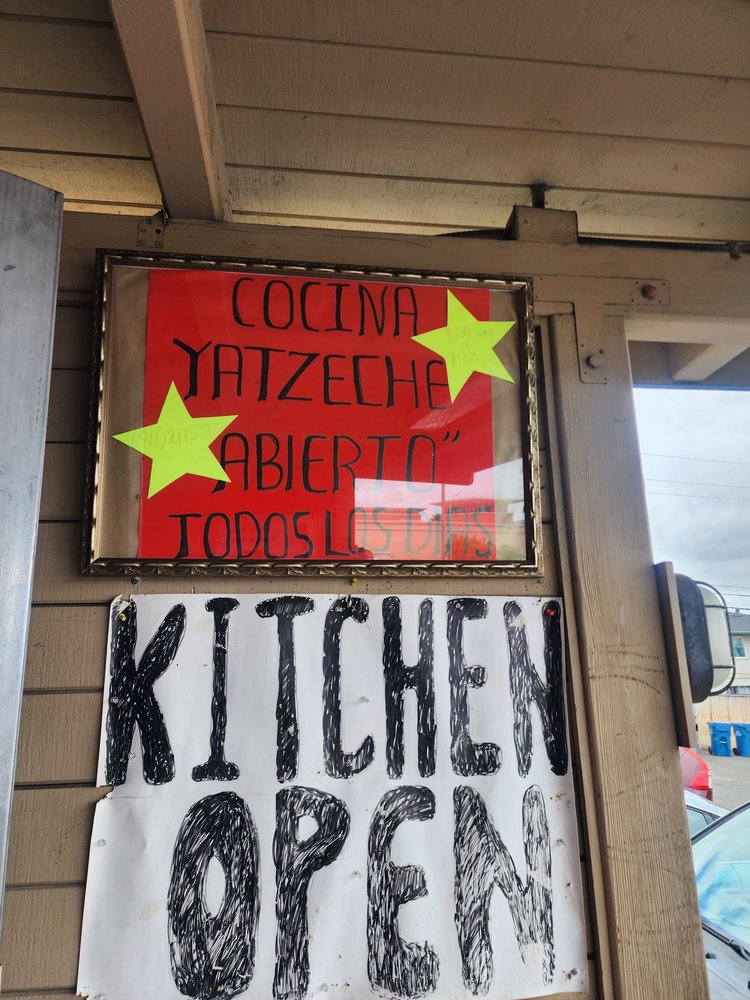 COCINA
YATZECHE
ABIERTO"
TODOS LOS DIAS
KITCHEN
OPEN